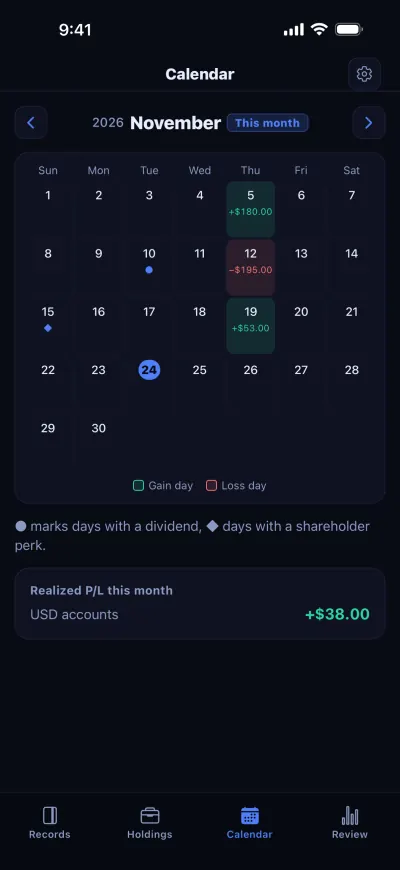 9:41
Calendar
2026 November This month
Sun Mon Tue Wed Thu Fri Sat
1 2 3 4 5 6 7
+$180.00
8 9 10 11 12 13 14
−$195.00
15 16 17 18 19 20 21
+$53.00
22 23 24 25 26 27 28
29 30
Gain day Loss day
● marks days with a dividend, ◆ days with a shareholder
perk.
Realized P/L this month
USD accounts +$38.00
Records Holdings Calendar Review